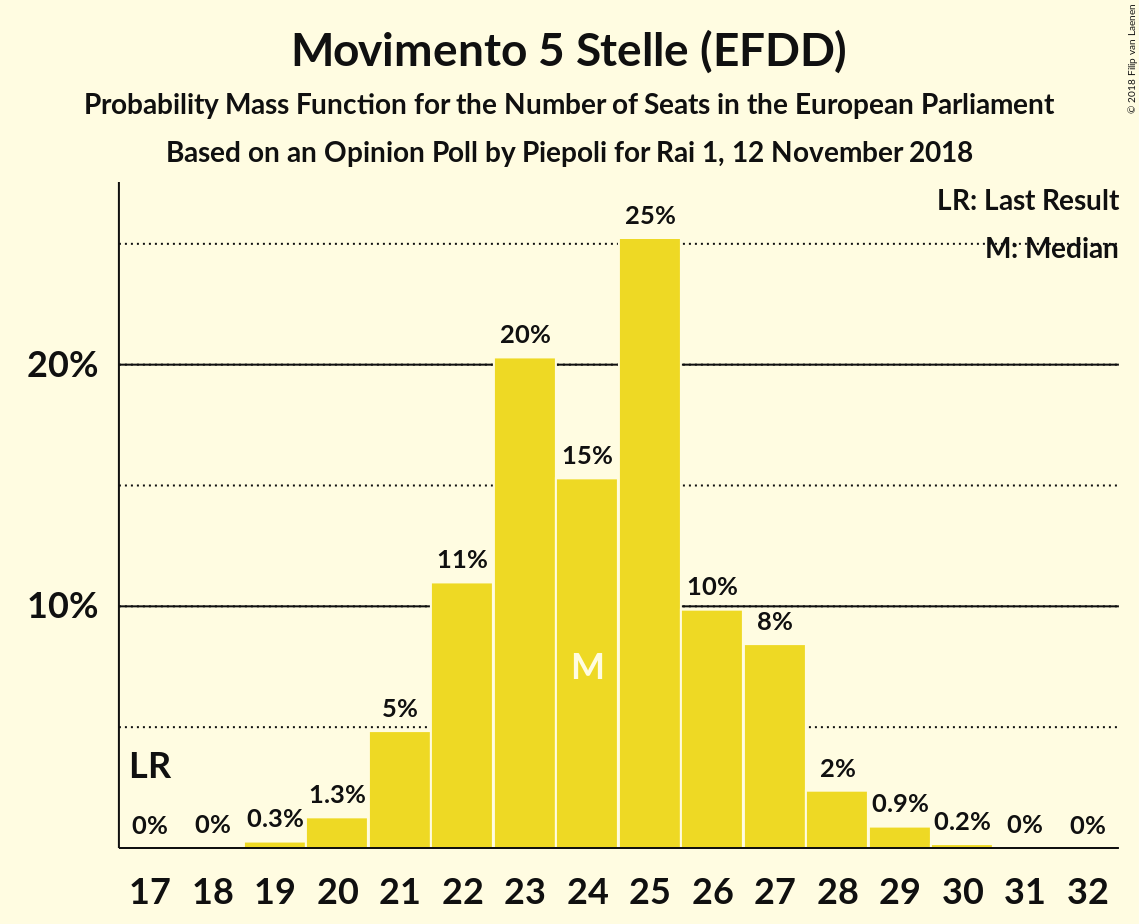 Movimento 5 Stelle (EFDD)
Probability Mass Function for the Number of Seats in the European Parliament
Based on an Opinion Poll by Piepoli for Rai 1, 12 November 2018
© 2018 Filip van Laenen
LR: Last Result
M: Median
25%
20%
20%
15%
11%
10%
10%
8%
M
5%
LR
2%
1.3%
0.9%
0% 0% 0.3% 0.2% 0% 0%
17 18 19 20 21 22 23 24 25 26 27 28 29 30 31 32